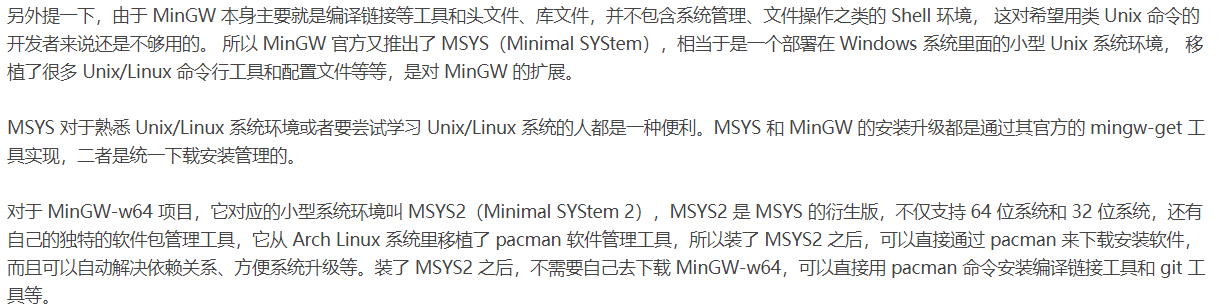 另外提一下，由于 MinGW 本身主要就是编译链接等工具和头文件、库文件，并不包含系统管理、文件操作之类的 Shell 环境， 这对希望用类 Unix 命令的
开发者来说还是不够用的。 所以 MinGW 官方又推出了 MSYS（Minimal SYStem），相当于是一个部署在 Windows 系统里面的小型 Unix 系统环境， 移
植了很多 Unix/Linux 命令行工具和配置文件等等，是对 MinGW 的扩展。
MSYS 对于熟悉 Unix/Linux 系统环境或者要尝试学习 Unix/Linux 系统的人都是一种便利。MSYS 和 MinGW 的安装升级都是通过其官方的 mingw-get 工
具实现，二者是统一下载安装管理的。
对于 MinGW-w64 项目，它对应的小型系统环境叫 MSYS2（Minimal SYStem 2），MSYS2 是 MSYS 的衍生版，不仅支持 64 位系统和 32 位系统，还有
自己的独特的软件包管理工具，它从 Arch Linux 系统里移植了 pacman 软件管理工具，所以装了 MSYS2 之后，可以直接通过 pacman 来下载安装软件，
而且可以自动解决依赖关系、方便系统升级等。装了 MSYS2 之后，不需要自己去下载 MinGW-w64，可以直接用 pacman 命令安装编译链接工具和 git 工
具等。